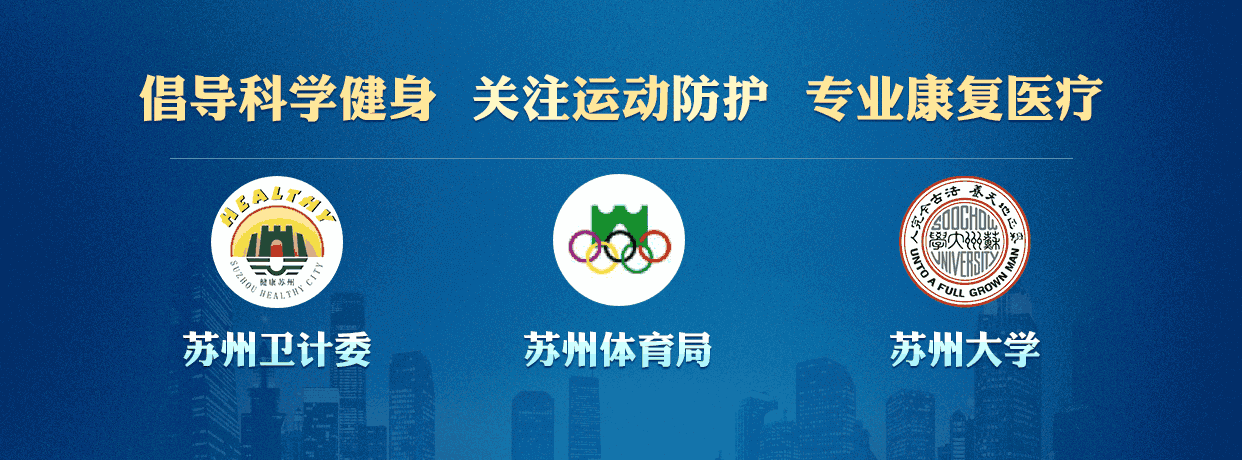 倡导科学健身 关注运动防护 专业康复医疗
HEALTHY
健康苏州
SUZHOU HEALTHY CITY
养天地正氣 法古今完人
SOOCHOW
學大州蘇
UNIVERSITY
UNTO A FULL GROWN MAN
苏州卫计委 苏州体育局 苏州大学